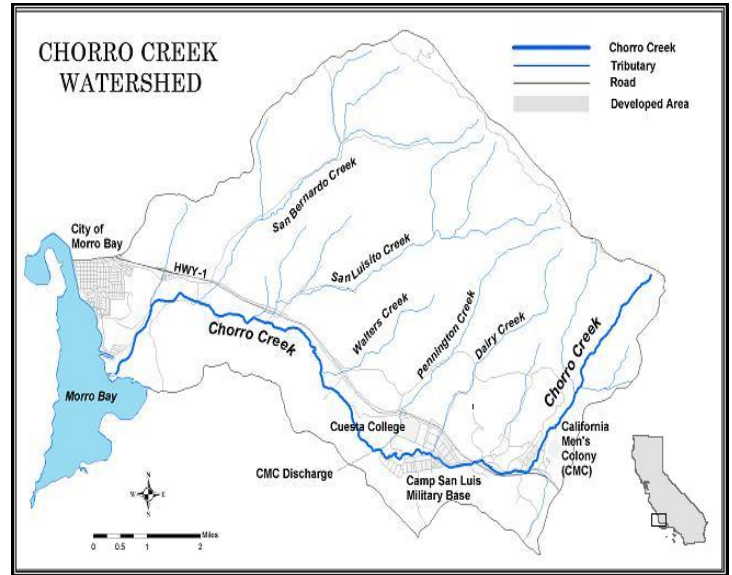 CHORRO CREEK
WATERSHED
Chorro Creek
Tributary
Road
Developed Area
San Bernardo Creek
City of
Morro Bay
HWY-1
San Luisito Creek
Chorro Creek
Walters Creek
Pennington Creek
Dairy Creek
Chorro Creek
Morro Bay
Cuesta College
California
Men's
Colony
(CMC)
CMC Discharge
Camp San Luis
Military Base
N
W
E
S
Miles
0 0.5 1 2